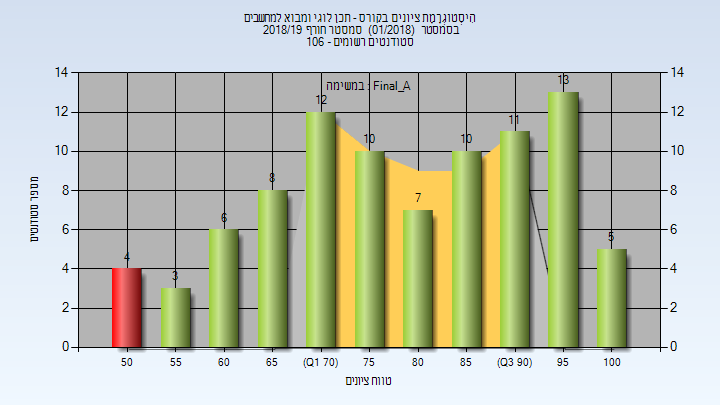 היסטוגרמת ציונים בקורס - תכן לוגי ומבוא למחשבים
בסמסטר (01/2018) סמסטר חורף 2018/19
סטודנטים רשומים - 106
במשימה : Final_A
מספר סטודנטים
14 14
12 12
10 10
8 8
6 6
4 4
2 2
0 0
4 3 6 8 12 10 7 10 11 13 5
50 55 60 65 (Q1 70) 75 80 85 (Q3 90) 95 100
טווח ציונים